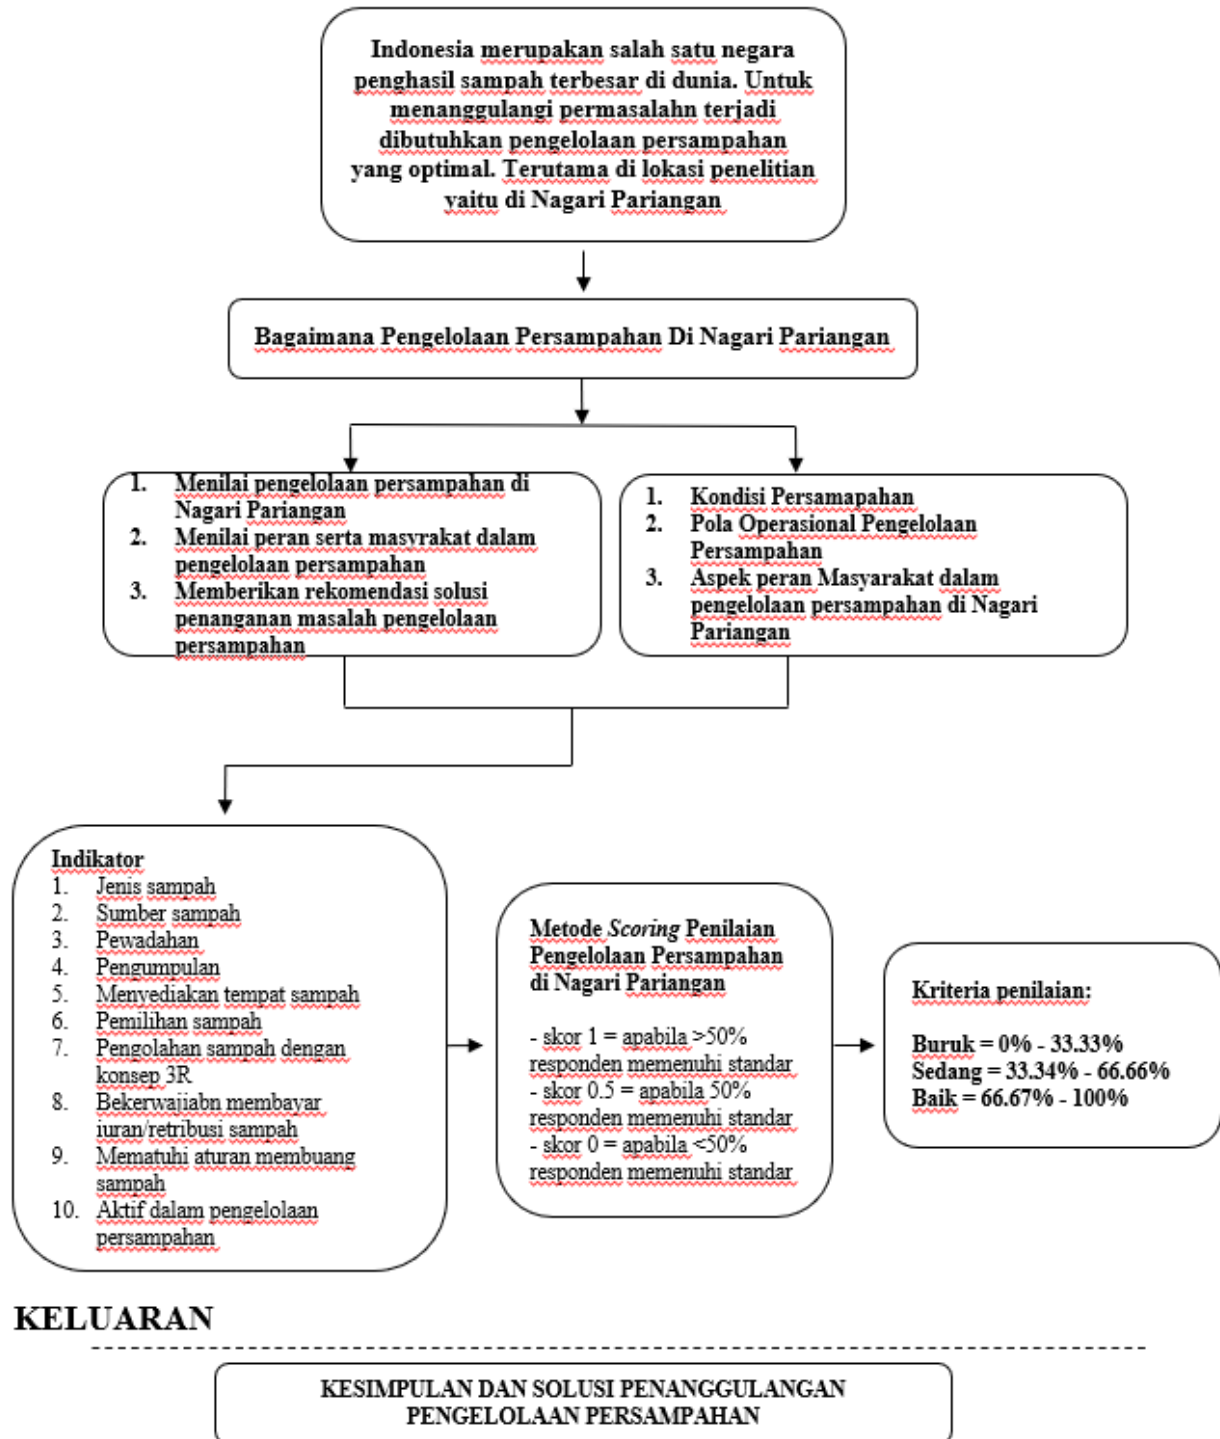 Indonesia merupakan salah satu negara
penghasil sampah terbesar di dunia. Untuk
menanggulangi permasalahn terjadi
dibutuhkan pengelolaan persampahan
yang optimal. Terutama di lokasi penelitian
yaitu di Nagari Pariangan
Bagaimana Pengelolaan Persampahan Di Nagari Pariangan
1. Menilai pengelolaan persampahan di
Nagari Pariangan
2. Menilai peran serta masyrakat dalam
pengelolaan persampahan
3. Memberikan rekomendasi solusi
penanganan masalah pengelolaan
persampahan
1. Kondisi Persamapahan
2. Pola Operasional Pengelolaan
Persampahan
3. Aspek peran Masyarakat dalam
pengelolaan persampahan di Nagari
Pariangan
Indikator
1. Jenis sampah
2. Sumber sampah
3. Pewadahan
4. Pengumpulan
5. Menyediakan tempat sampah
6. Pemilihan sampah
7. Pengolahan sampah dengan
konsep 3R
8. Bekerwajiabn membayar
iuran/retribusi sampah
9. Mematuhi aturan membuang
sampah
10. Aktif dalam pengelolaan
persampahan
Metode Scoring Penilaian
Pengelolaan Persampahan
di Nagari Pariangan
- skor 1 = apabila >50%
responden memenuhi standar
- skor 0.5 = apabila 50%
responden memenuhi standar
- skor 0 = apabila <50%
responden memenuhi standar
Kriteria penilaian:
Buruk = 0% - 33.33%
Sedang = 33.34% - 66.66%
Baik = 66.67% - 100%
KELUARAN
KESIMPULAN DAN SOLUSI PENANGGULANGAN
PENGELOLAAN PERSAMPAHAN